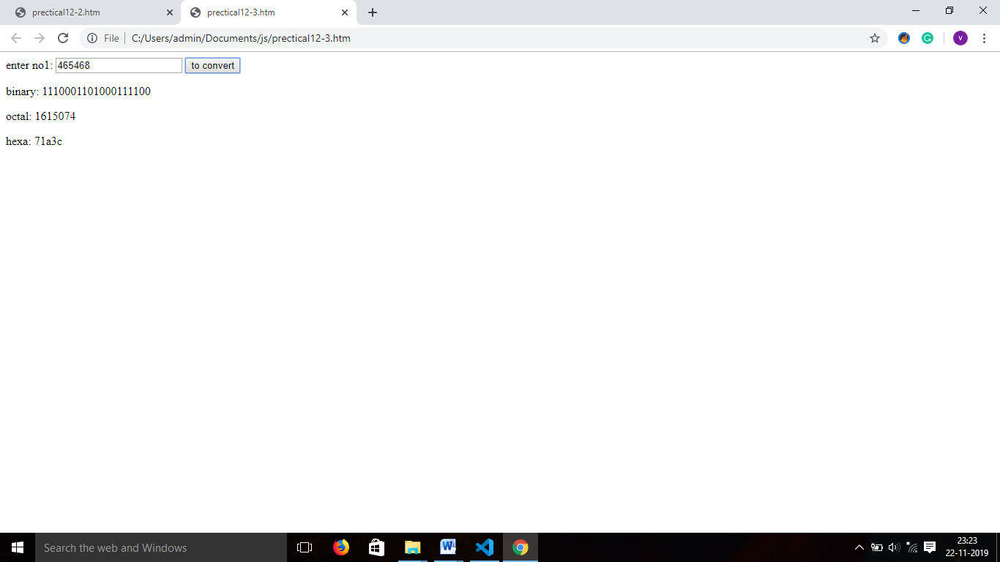 prectical12-2.htm prectical12-3.htm
File C:/Users/admin/Documents/js/prectical12-3.htm V
enter no1: 465468 to convert
binary: 1110001101000111100
octal: 1615074
hexa: 71a3c
Search the web and Windows
23:23
22-11-2019